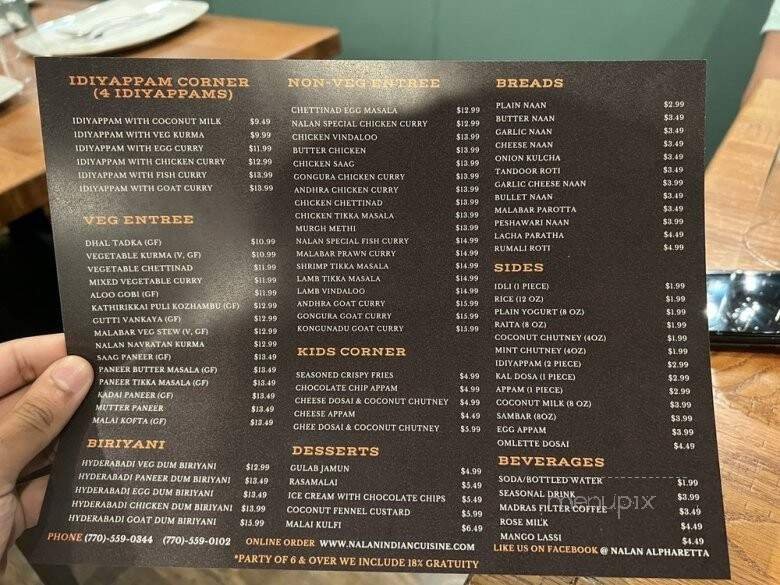 IDIYAPPAM CORNER
(4 IDIYAPPAMS)
IDIYAPPAM WITH COCONUT MILK $9.49
IDIYAPPAM WITH VEG KURMA $9.99
IDIYAPPAM WITH EGG CURRY $11.99
IDIYAPPAM WITH CHICKEN CURRY $12.99
IDIYAPPAM WITH FISH CURRY $13.99
IDIYAPPAM WITH GOAT CURRY $13.99
VEG ENTREE
DHAL TADKA (GF) $10.99
VEGETABLE KURMA (V, GF) $10.99
VEGETABLE CHETTINAD $11.99
MIXED VEGETABLE CURRY $11.99
ALOO GOBI (GF) $11.99
KATHIRIKKAI PULI KOZHAMBU (GF) $12.99
GUTTI VANKAYA (GF) $12.99
MALABAR VEG STEW (V, GF) $12.99
NALAN NAVRATAN KURMA $12.99
SAAG PANEER (GF) $13.49
PANEER BUTTER MASALA (GF) $13.49
PANEER TIKKA MASALA (GF) $13.49
KADAI PANEER (GF) $13.49
MUTTER PANEER $13.49
MALAI KOFTA (GF) $13.49
BIRIYANI
HYDERABADI VEG DUM BIRIYANI $12.99
HYDERABADI PANEER DUM BIRIYANI $13.49
HYDERABADI EGG DUM BIRIYANI $13.49
HYDERABADI CHICKEN DUM BIRIYANI $13.99
HYDERABADI GOAT DUM BIRIYANI $15.99
NON-VEG ENTREE
CHETTINAD EGG MASALA $12.99
NALAN SPECIAL CHICKEN CURRY $12.99
CHICKEN VINDALOO $13.99
BUTTER CHICKEN $13.99
CHICKEN SAAG $13.99
GONGURA CHICKEN CURRY $13.99
ANDHRA CHICKEN CURRY $13.99
CHICKEN CHETTINAD $13.99
CHICKEN TIKKA MASALA $13.99
MURGH METHI $13.99
NALAN SPECIAL FISH CURRY $14.99
MALABAR PRAWN CURRY $14.99
SHRIMP TIKKA MASALA $14.99
LAMB TIKKA MASALA $14.99
LAMB VINDALOO $14.99
ANDHRA GOAT CURRY $15.99
GONGURA GOAT CURRY $15.99
KONGUNADU GOAT CURRY $15.99
KIDS CORNER
SEASONED CRISPY FRIES $4.99
CHOCOLATE CHIP APPAM $4.99
CHEESE DOSAI & COCONUT CHUTNEY $4.99
CHEESE APPAM $4.49
GHEE DOSAI & COCONUT CHUTNEY $5.99
DESSERTS
GULAB JAMUN $4.99
RASAMALAI $5.49
ICE CREAM WITH CHOCOLATE CHIPS $5.49
COCONUT FENNEL CUSTARD $5.99
MALAI KULFI $6.49
BREADS
PLAIN NAAN $2.99
BUTTER NAAN $3.49
GARLIC NAAN $3.49
CHEESE NAAN $3.49
ONION KULCHA $3.49
TANDOOR ROTI $3.49
GARLIC CHEESE NAAN $3.99
BULLET NAAN $3.49
MALABAR PAROTTA $3.49
PESHAWARI NAAN $3.99
LACHA PARATHA $4.49
RUMALI ROTI $4.99
SIDES
IDLI (1 PIECE) $1.99
RICE (12 OZ) $1.99
PLAIN YOGURT (8 OZ) $1.99
RAITA (8 OZ) $1.99
COCONUT CHUTNEY (4OZ) $1.99
MINT CHUTNEY (4OZ) $1.99
IDIYAPPAM (2 PIECE) $2.99
KAL DOSA (1 PIECE) $2.99
APPAM (1 PIECE) $2.99
COCONUT MILK (8 OZ) $3.99
SAMBAR (8OZ) $3.99
EGG APPAM $3.99
OMLETTE DOSAI $4.49
BEVERAGES
SODA/BOTTLED WATER $1.99
SEASONAL DRINK $3.99
MADRAS FILTER COFFEE $3.49
ROSE MILK $4.49
MANGO LASSI $4.49
menupix
PHONE (770)-559-0344 (770)-559-0102 ONLINE ORDER WWW.NALANINDIANCUISINE.COM LIKE US ON FACEBOOK @ NALAN ALPHARETTA
*PARTY OF 6 & OVER WE INCLUDE 18% GRATUITY